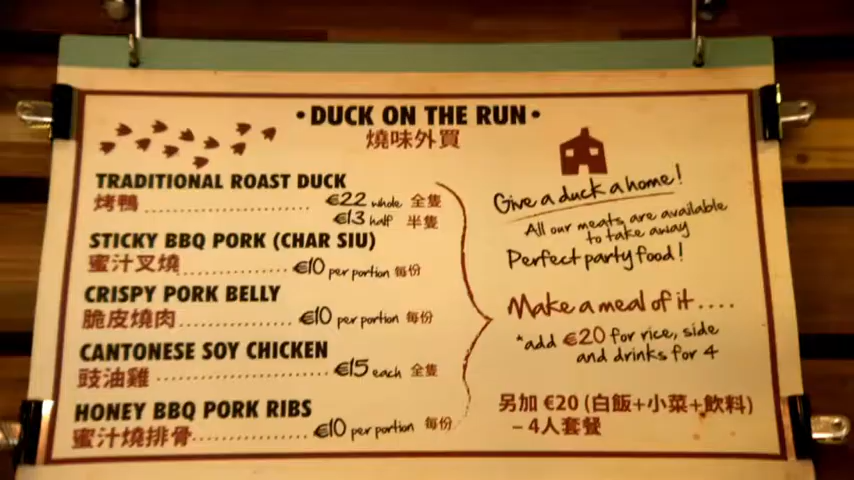 •DUCK ON THE RUN•
燒味外買
TRADITIONAL ROAST DUCK
烤鴨 .............................. €22 whole 全隻
€13 half 半隻
STICKY BBQ PORK (CHAR SIU)
蜜汁叉燒 .................... €10 per portion 每份
CRISPY PORK BELLY
脆皮燒肉 .................... €10 per portion 每份
CANTONESE SOY CHICKEN
豉油雞 .............................. €15 each 全隻
HONEY BBQ PORK RIBS
蜜汁燒排骨 .................... €10 per portion 每份
Give a duck a home!
All our meats are available
to take away
Perfect party food!
Make a meal of it....
*add €20 for rice, side
and drinks for 4
另加 €20 (白飯+小菜+飲料)
– 4人套餐